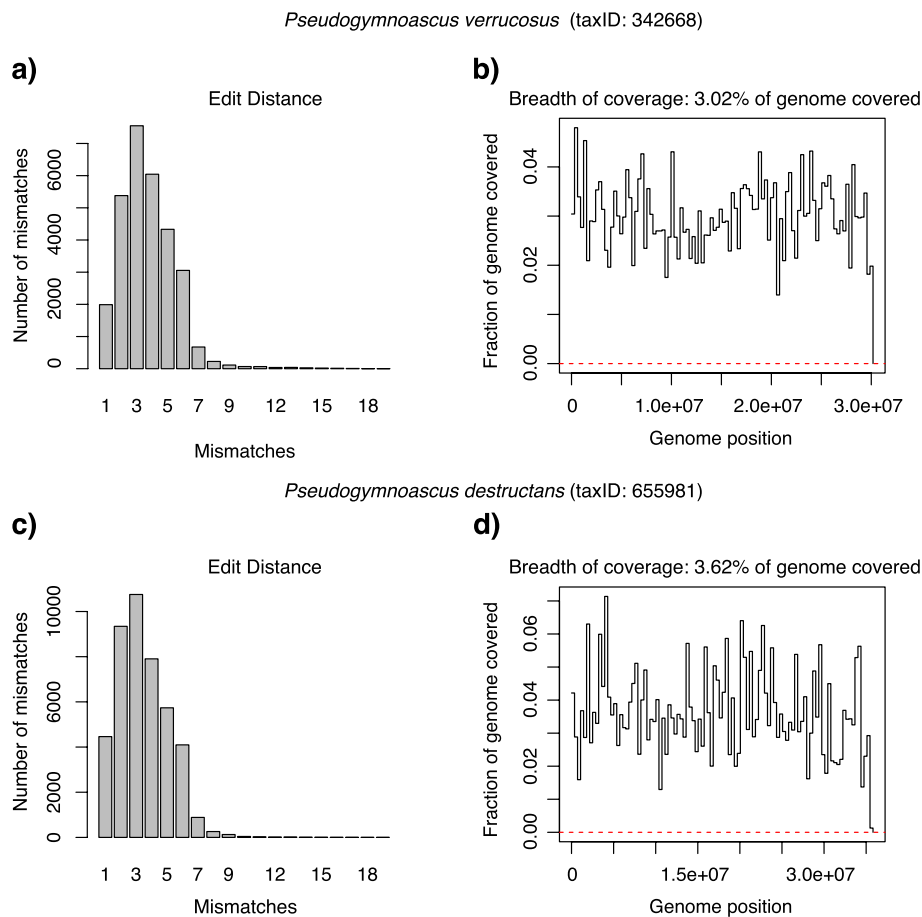 Pseudogymnoascus verrucosus (taxID: 342668)
a)
Edit Distance
Number of mismatches
0 2000 4000 6000
1 3 5 7 9 12 15 18
Mismatches
b)
Breadth of coverage: 3.02% of genome covered
Fraction of genome covered
0.00 0.02 0.04
0 1.0e+07 2.0e+07 3.0e+07
Genome position
Pseudogymnoascus destructans (taxID: 655981)
c)
Edit Distance
Number of mismatches
0 2000 6000 10000
1 3 5 7 9 12 15 18
Mismatches
d)
Breadth of coverage: 3.62% of genome covered
Fraction of genome covered
0.00 0.02 0.04 0.06
0 1.5e+07 3.0e+07
Genome position